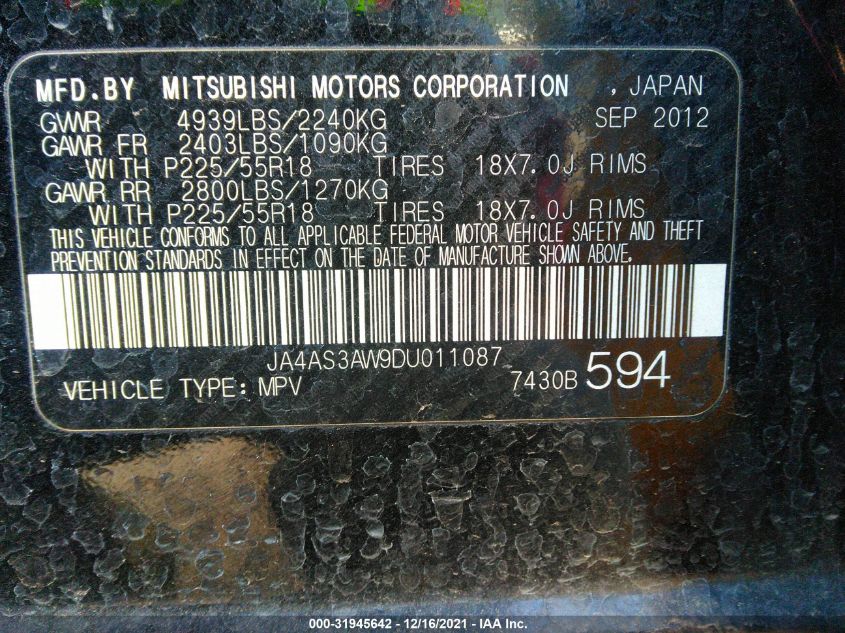 MFD.BY MITSUBISHI MOTORS CORPORATION , JAPAN
GVWR 4939LBS/2240KG SEP 2012
GAWR FR 2403LBS/1090KG
WITH P225/55R18 TIRES 18X7.0J RIMS
GAWR RR 2800LBS/1270KG
WITH P225/55R18 TIRES 18X7.0J RIMS
THIS VEHICLE CONFORMS TO ALL APPLICABLE FEDERAL MOTOR VEHICLE SAFETY AND THEFT
PREVENTION STANDARDS IN EFFECT ON THE DATE OF MANUFACTURE SHOWN ABOVE.
JA4AS3AW9DU011087
VEHICLE TYPE: MPV 7430B 594
000-31945642 - 12/16/2021 - IAA Inc.